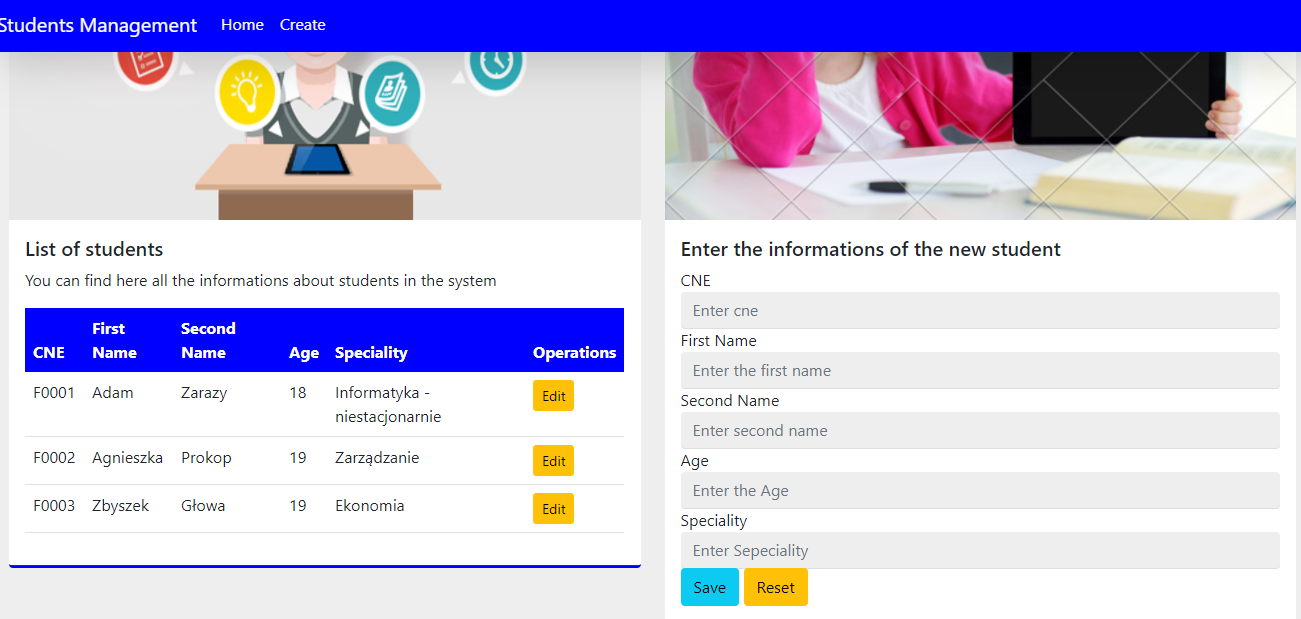 Students Management Home Create
List of students
You can find here all the informations about students in the system
CNE First Name Second Name Age Speciality Operations
F0001 Adam Zarazy 18 Informatyka - niestacjonarnie Edit
F0002 Agnieszka Prokop 19 Zarządzanie Edit
F0003 Zbyszek Głowa 19 Ekonomia Edit
Enter the informations of the new student
CNE
Enter cne
First Name
Enter the first name
Second Name
Enter second name
Age
Enter the Age
Speciality
Enter Sepeciality
Save Reset